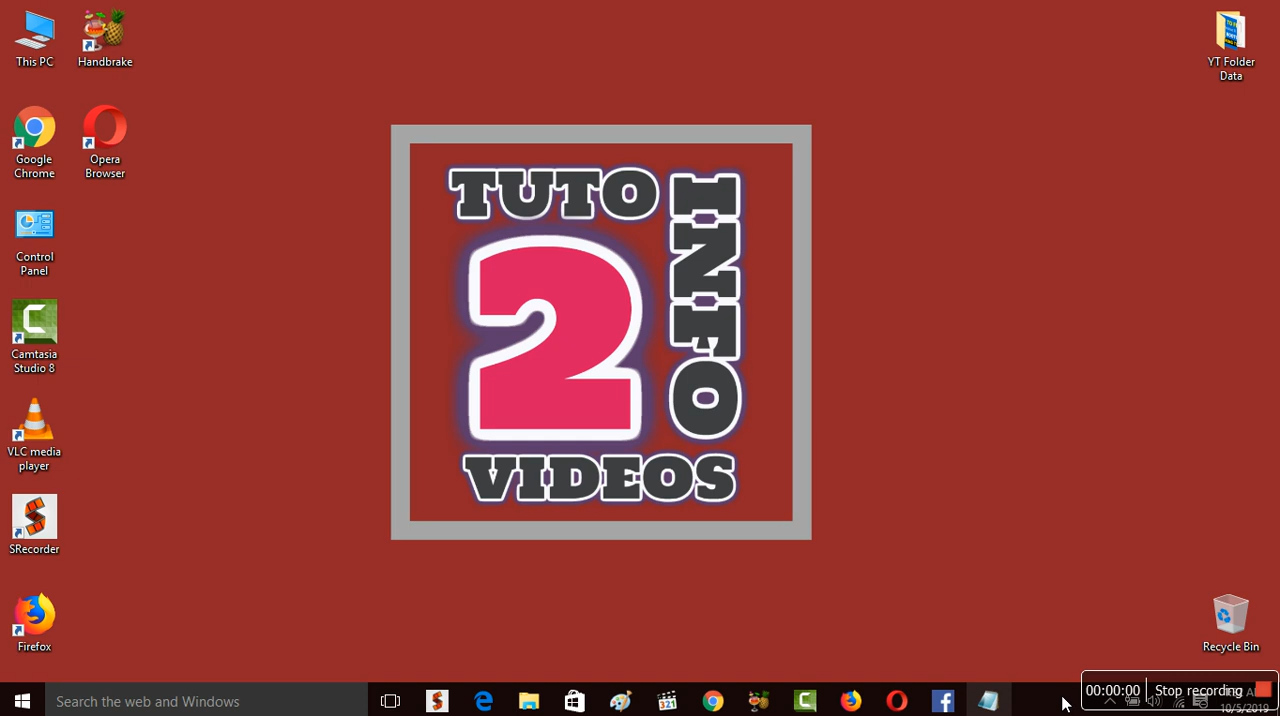 This PC
Handbrake
YT Folder
Data
Google
Chrome
Opera
Browser
Control
Panel
Camtasia
Studio 8
VLC media
player
SRecorder
Firefox
TUTO
INFO
2
VIDEOS
Recycle Bin
Search the web and Windows
321
00:00:00
Stop recording
10/5/2019